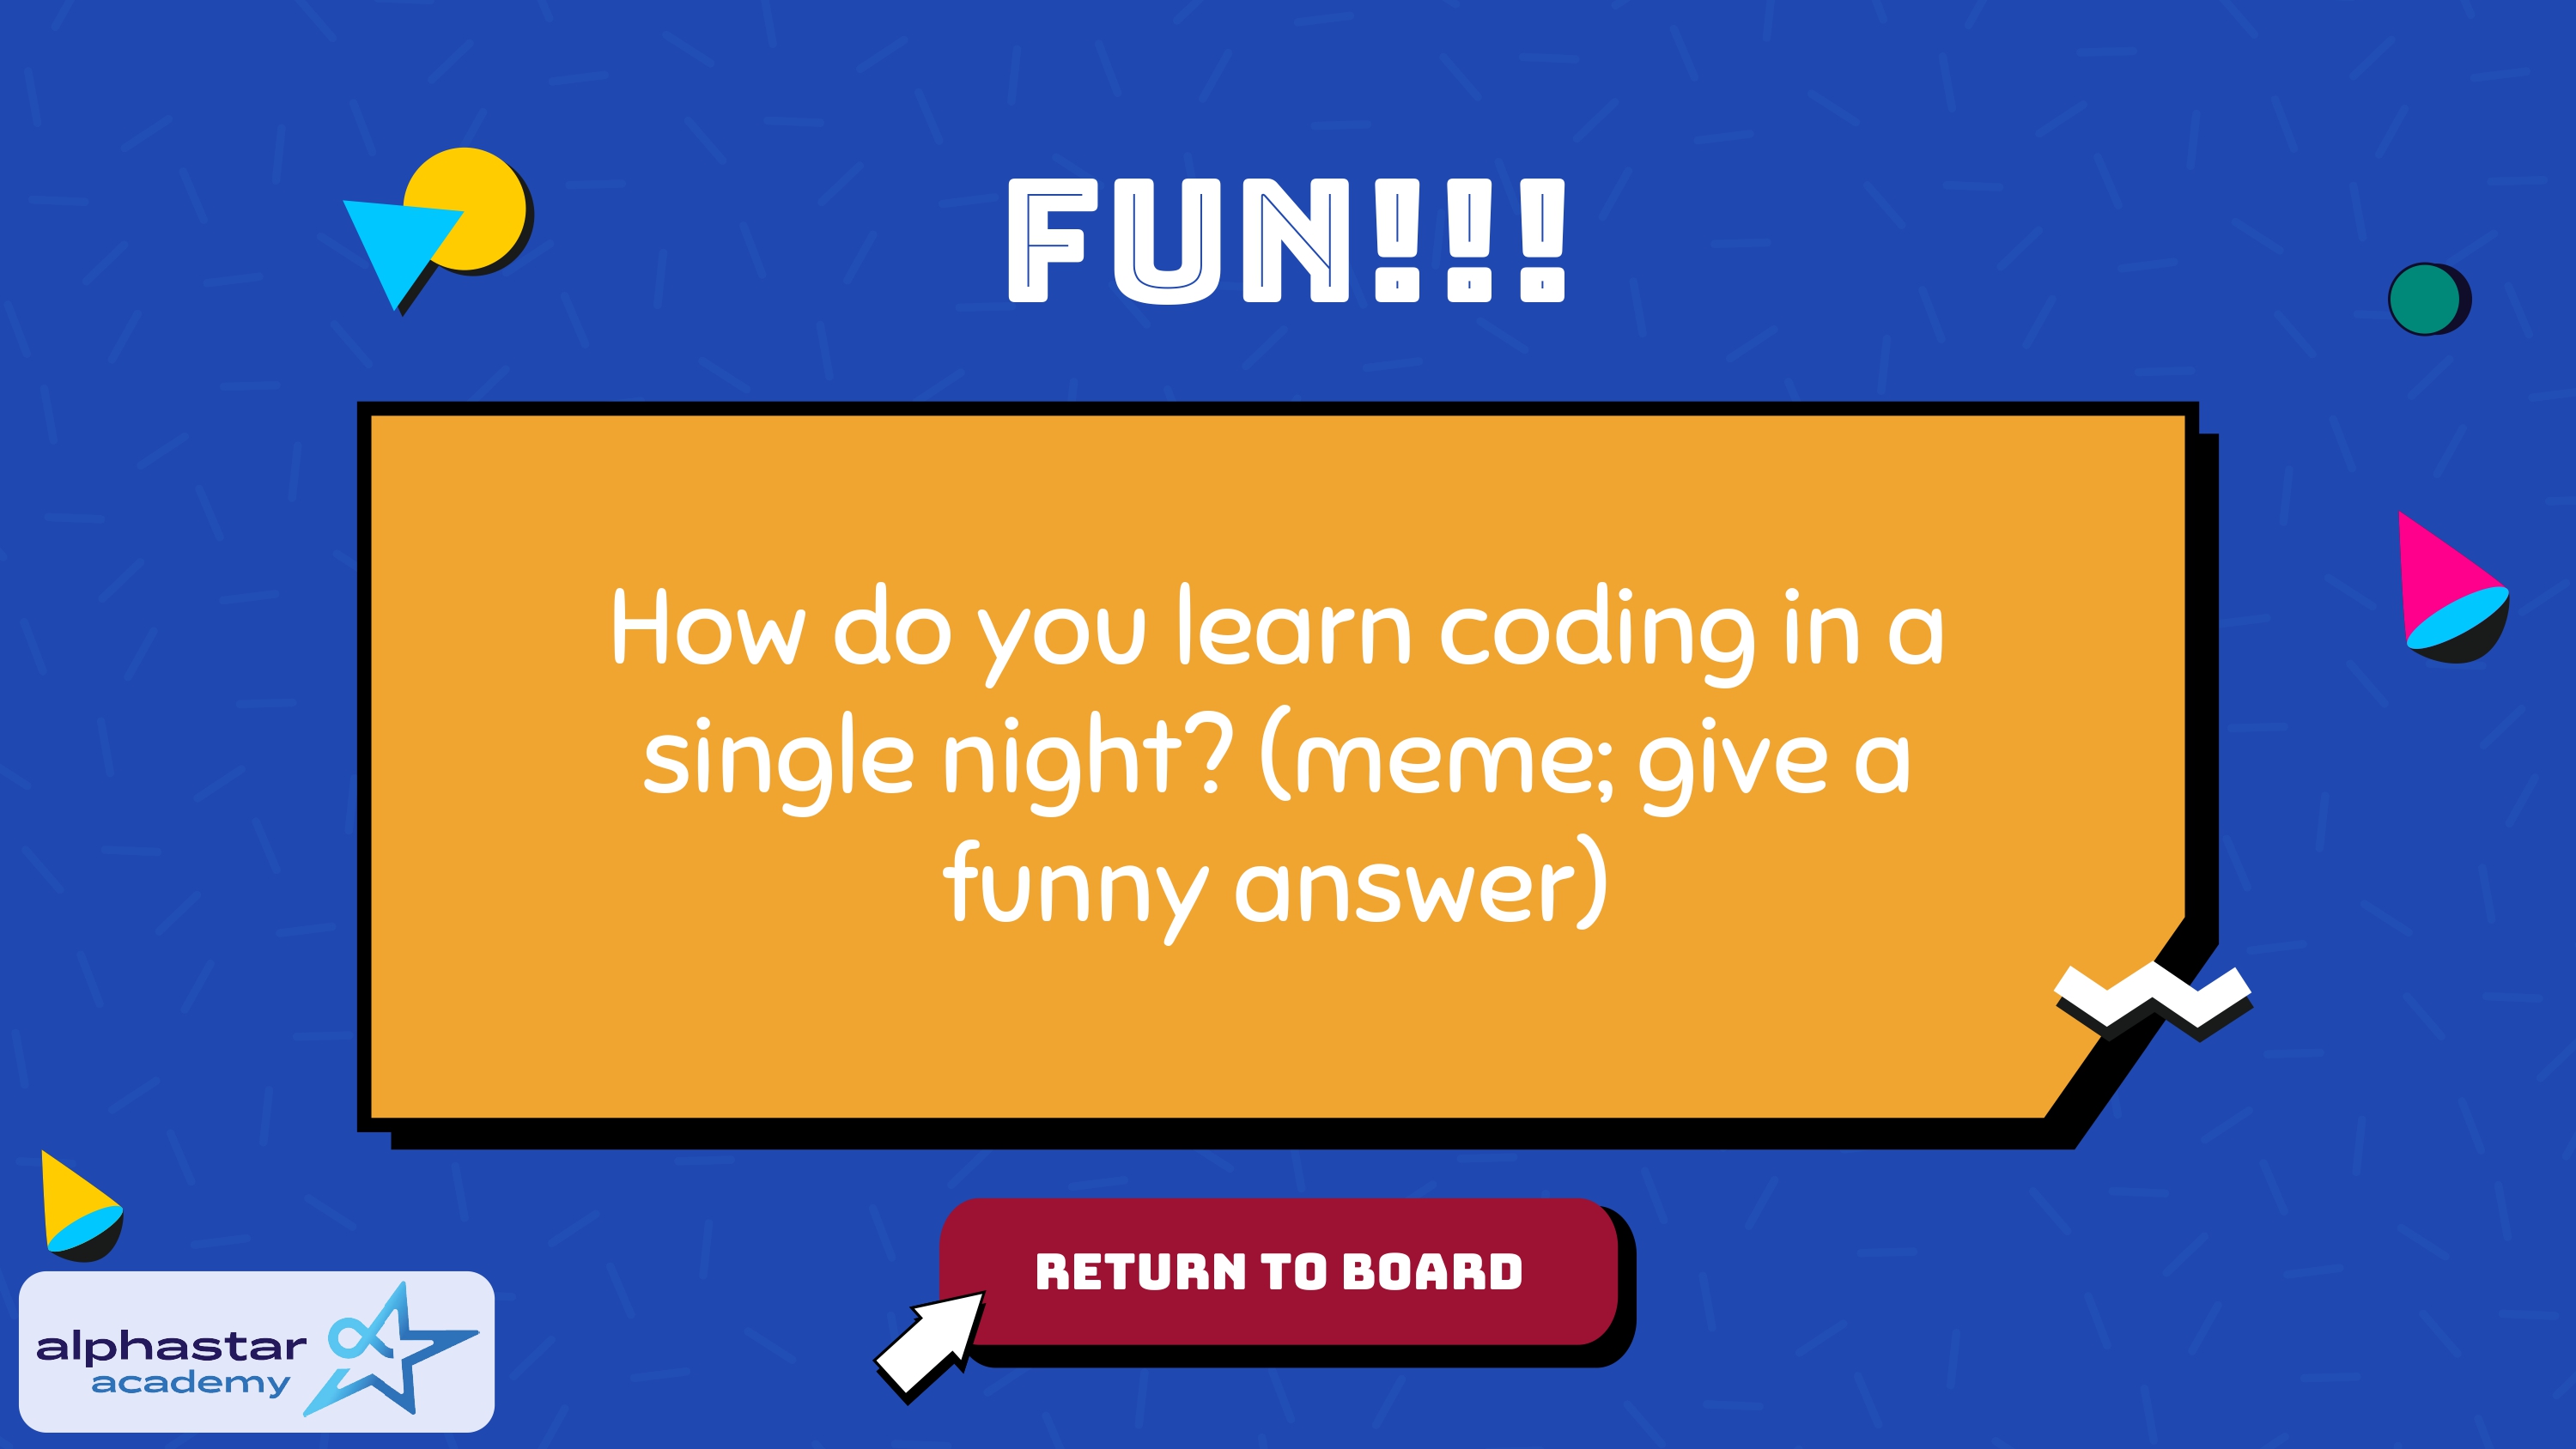 FUN!!!
How do you learn coding in a
single night? (meme; give a
funny answer)
RETURN TO BOARD
alphastar
academy